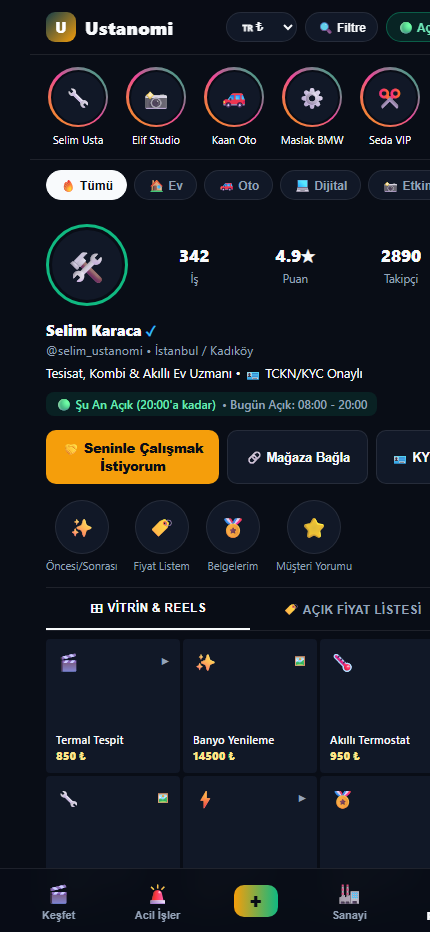 U Ustanomi
TR ₺
Filtre
Selim Usta
Elif Studio
Kaan Oto
Maslak BMW
Seda VIP
Tümü
Ev
Oto
Dijital
342
4.9★
2890
İş
Puan
Takipçi
Selim Karaca ✓
@selim_ustanomi • İstanbul / Kadıköy
Tesisat, Kombi & Akıllı Ev Uzmanı • TCKN/KYC Onaylı
Şu An Açık (20:00'a kadar) • Bugün Açık: 08:00 - 20:00
Seninle Çalışmak
İstiyorum
Mağaza Bağla
Öncesi/Sonrası
Fiyat Listem
Belgelerim
Müşteri Yorumu
VİTRİN & REELS
AÇIK FİYAT LİSTESİ
Termal Tespit
850 ₺
Banyo Yenileme
14500 ₺
Akıllı Termostat
950 ₺
+
Keşfet
Acil İşler
Sanayi